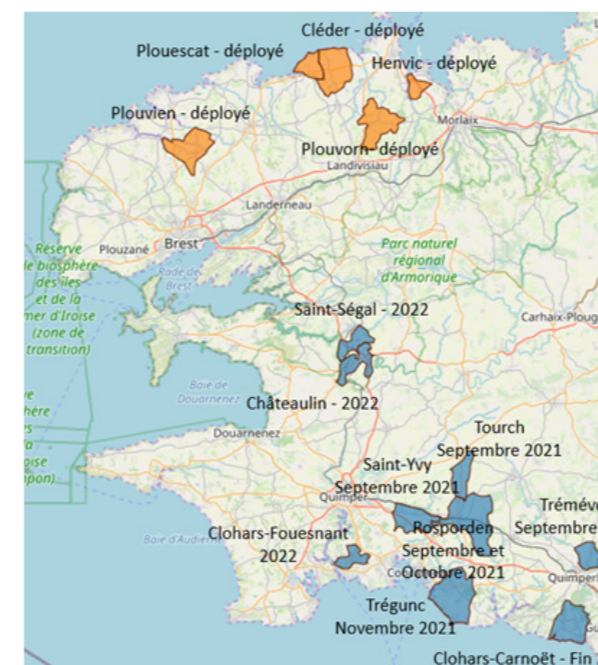 Cléder - déployé
Plouescat - déployé
Henvic - déployé
Plouvien - déployé
Morlaix
Plouvorn - déployé
Landivisiau
Landerneau
Réserve
de biosphère
des îles
et de la
mer d'Iroise
(zone de
transition)
Plouzané
Brest
Rade de
Brest
Parc naturel
régional
d'Armorique
Saint-Ségal - 2022
Carhaix-Ploug
Châteaulin - 2022
Baie de
Douarnenez
Douarnenez
Tourch
Septembre 2021
Saint-Yvy
Septembre 2021
Quimper
Trémév
Septembre
Rosporden
Septembre et
Octobre 2021
Clohars-Fouesnant
2022
Baie d'Audierne
Quimperl
Trégunc
Novembre 2021
Clohars-Carnoët - Fin